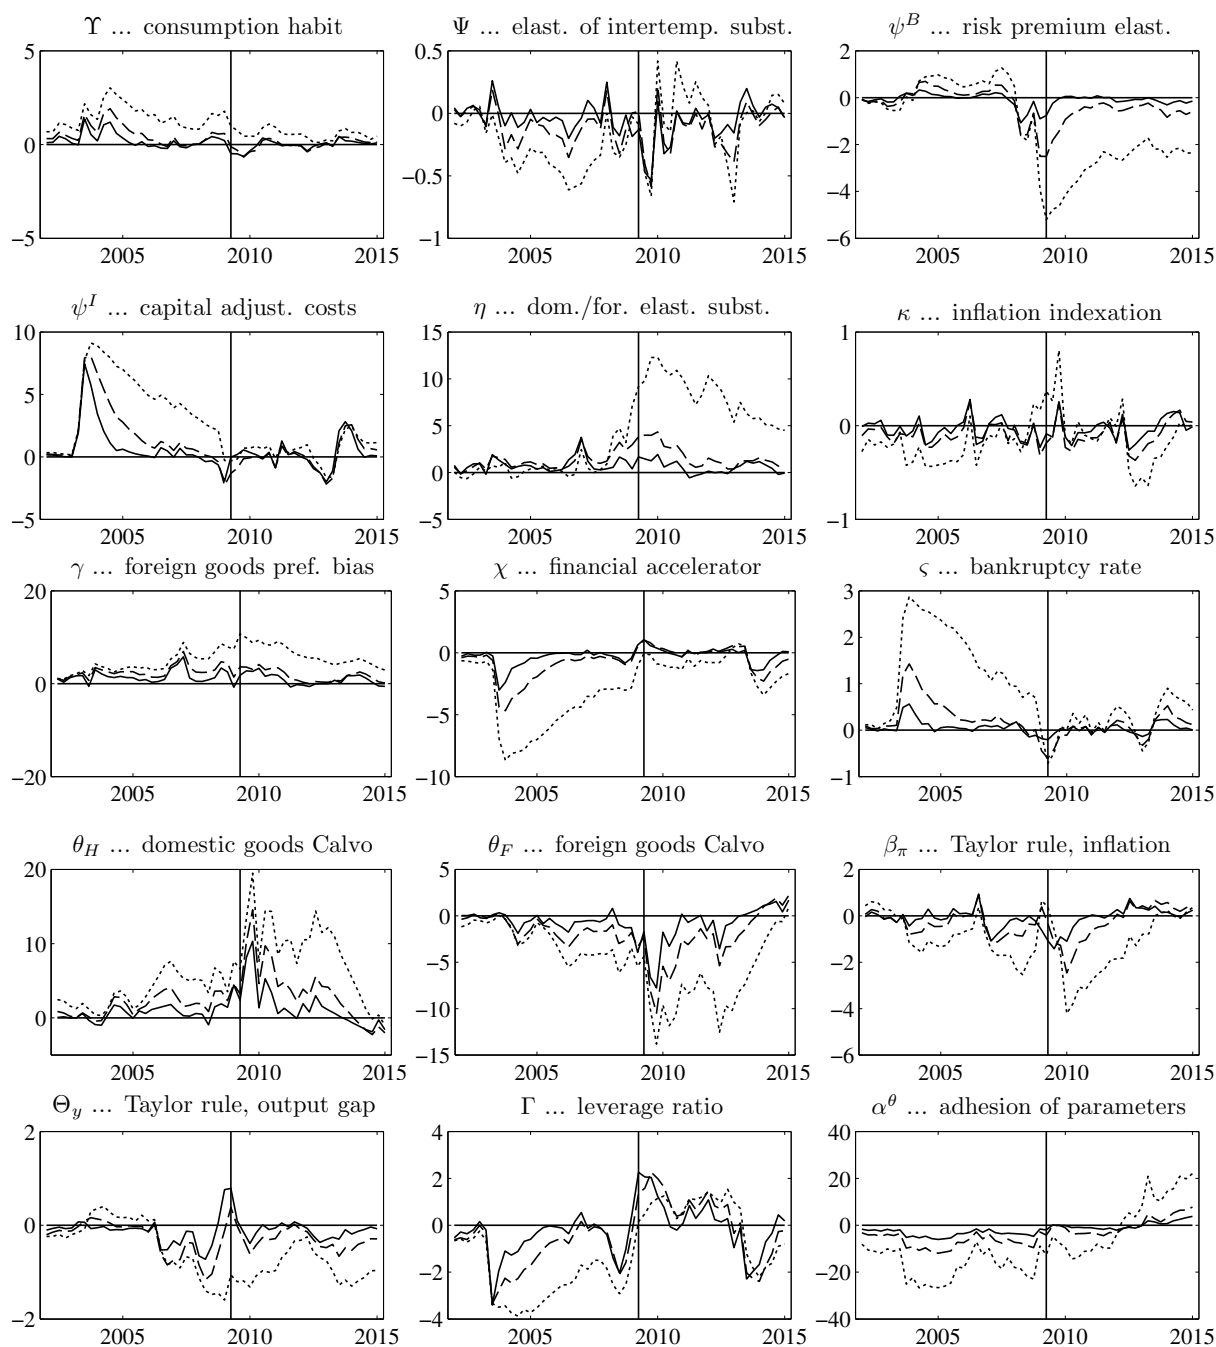 ϒ ... consumption habit
Ψ ... elast. of intertemp. subst.
ψ^B ... risk premium elast.
5
0
−5
2005 2010 2015
0.5
0
−0.5
−1
2005 2010 2015
2
0
−2
−4
−6
2005 2010 2015
ψ^I ... capital adjust. costs
η ... dom./for. elast. subst.
κ ... inflation indexation
10
5
0
−5
2005 2010 2015
15
10
5
0
−5
2005 2010 2015
1
0
−1
2005 2010 2015
γ ... foreign goods pref. bias
χ ... financial accelerator
ς ... bankruptcy rate
20
0
−20
2005 2010 2015
5
0
−5
−10
2005 2010 2015
3
2
1
0
−1
2005 2010 2015
θ_H ... domestic goods Calvo
θ_F ... foreign goods Calvo
β_π ... Taylor rule, inflation
20
10
0
2005 2010 2015
5
0
−5
−10
−15
2005 2010 2015
2
0
−2
−4
−6
2005 2010 2015
Θ_y ... Taylor rule, output gap
Γ ... leverage ratio
α^θ ... adhesion of parameters
2
0
−2
2005 2010 2015
4
2
0
−2
−4
2005 2010 2015
40
20
0
−20
−40
2005 2010 2015